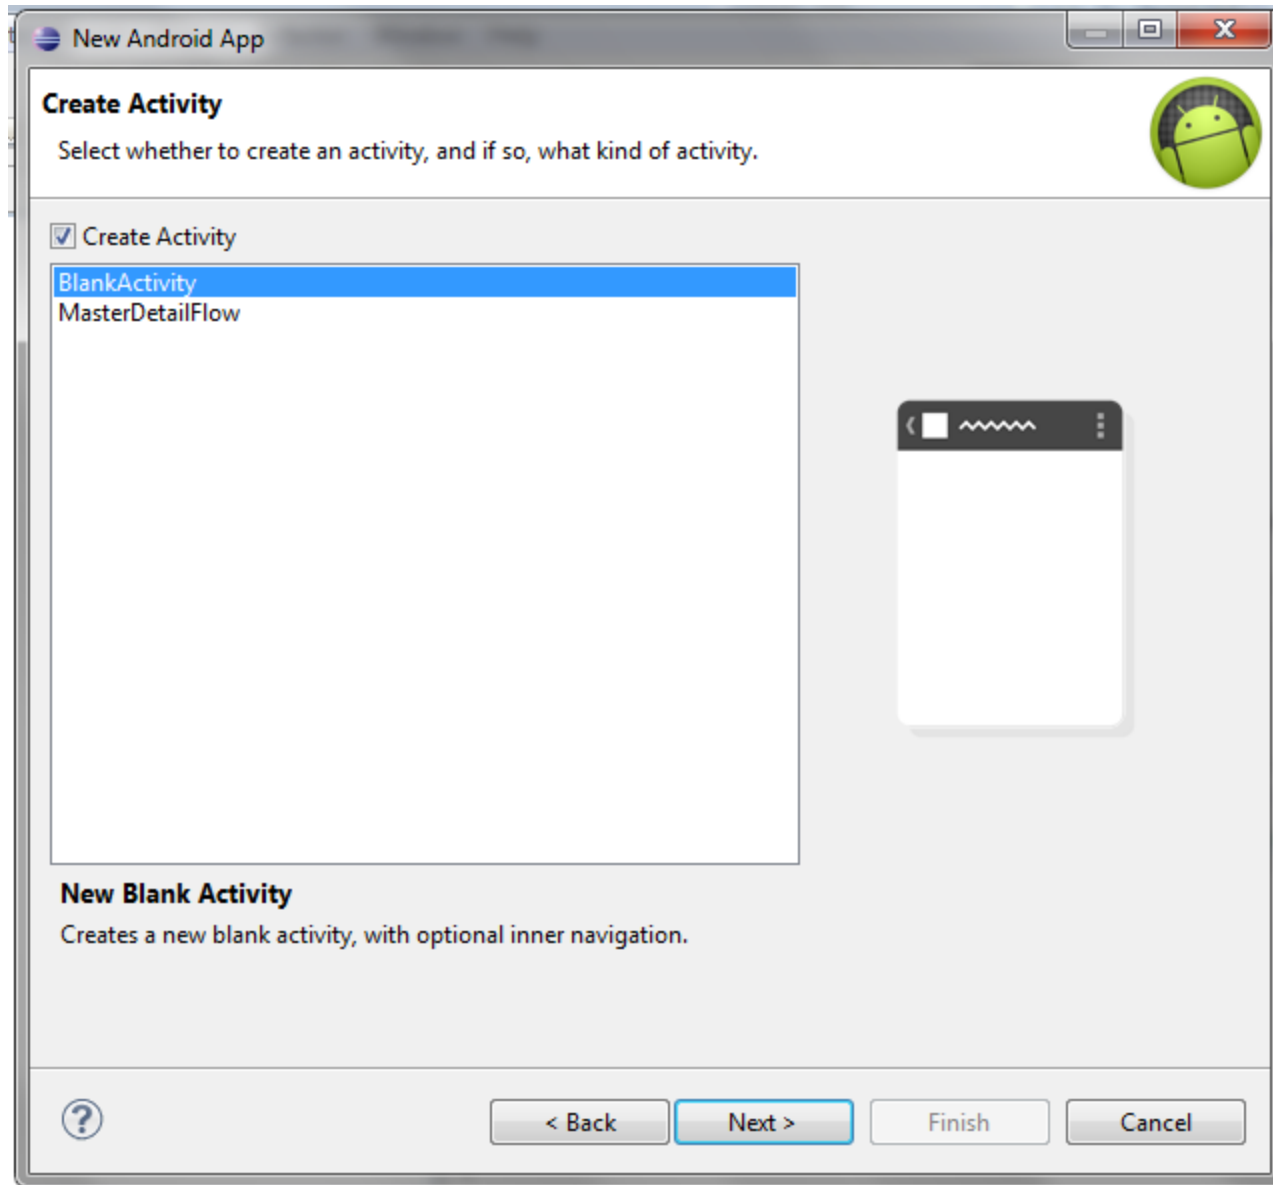 New Android App
Create Activity
Select whether to create an activity, and if so, what kind of activity.
Create Activity
BlankActivity
MasterDetailFlow
New Blank Activity
Creates a new blank activity, with optional inner navigation.
?
< Back
Next >
Finish
Cancel